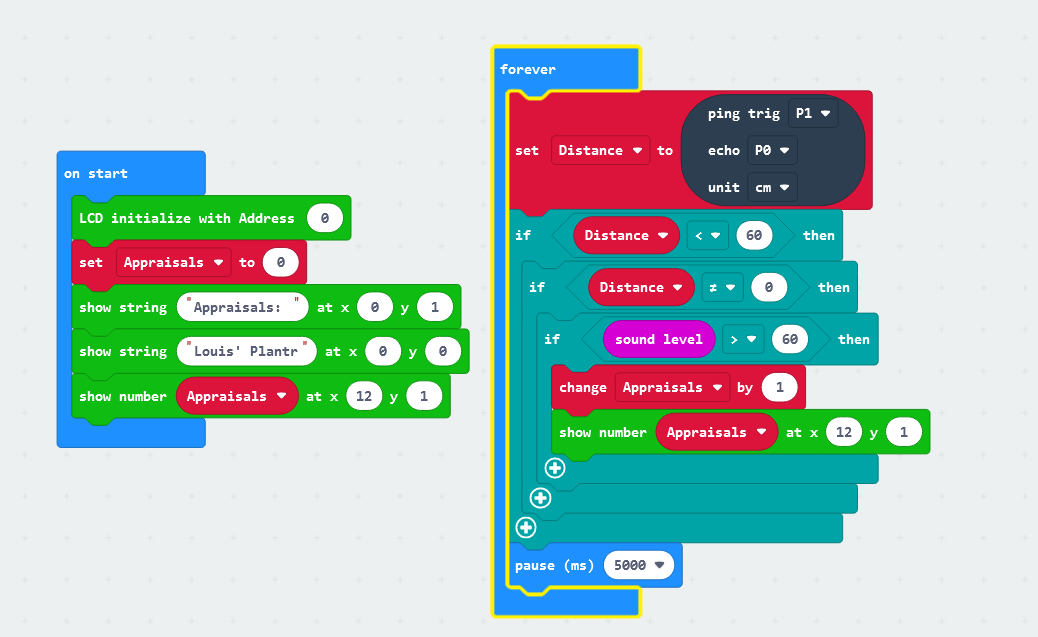 on start
LCD initialize with Address 0
set Appraisals to 0
show string "Appraisals: " at x 0 y 1
show string "Louis' Plantr" at x 0 y 0
show number Appraisals at x 12 y 1
forever
set Distance to ping trig P1
echo P0
unit cm
if Distance < 60 then
if Distance ≠ 0 then
if sound level > 60 then
change Appraisals by 1
show number Appraisals at x 12 y 1
pause (ms) 5000